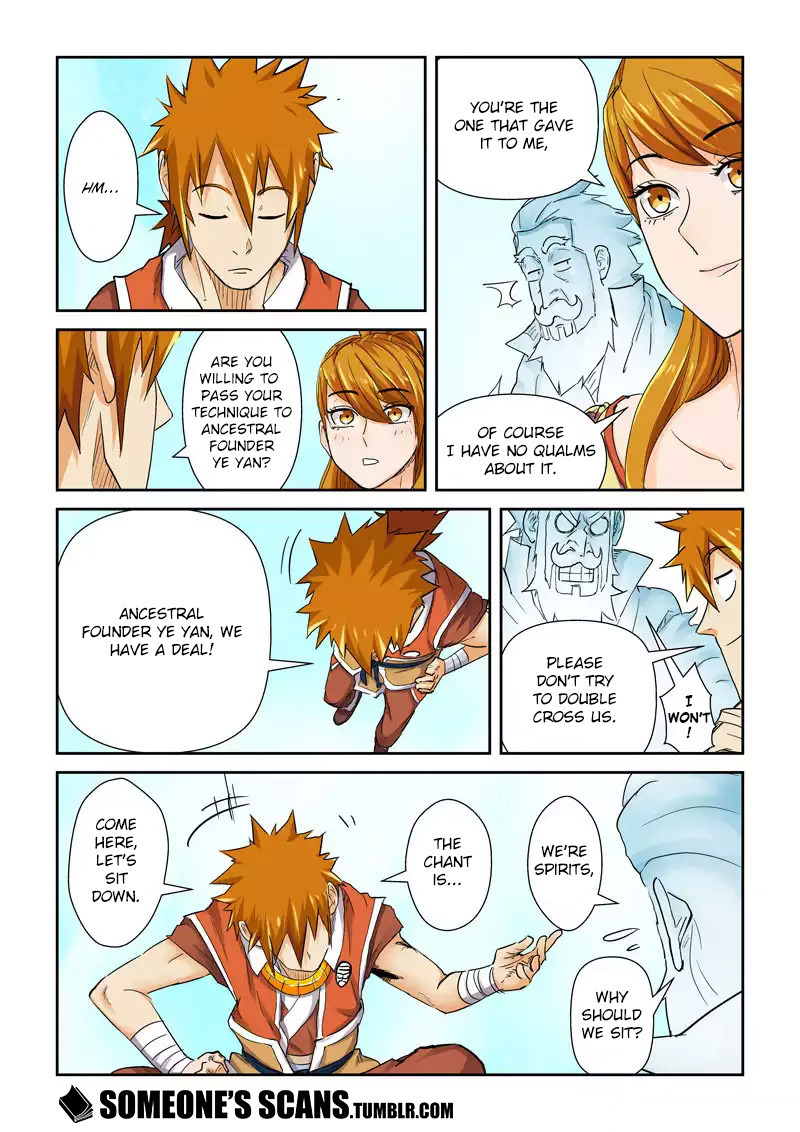 HM...
ARE YOU
WILLING TO
PASS YOUR
TECHNIQUE TO
ANCESTRAL
FOUNDER
YE YAN?
YOU'RE THE
ONE THAT GAVE
IT TO ME,
OF COURSE
I HAVE NO QUALMS
ABOUT IT.
ANCESTRAL
FOUNDER YE YAN, WE
HAVE A DEAL!
PLEASE
DON'T TRY
TO DOUBLE
CROSS US.
I
WON'T
!
COME
HERE,
LET'S
SIT
DOWN.
THE
CHANT
IS...
WE'RE
SPIRITS,
WHY
SHOULD
WE SIT?
SOMEONE'S SCANS.TUMBLR.COM